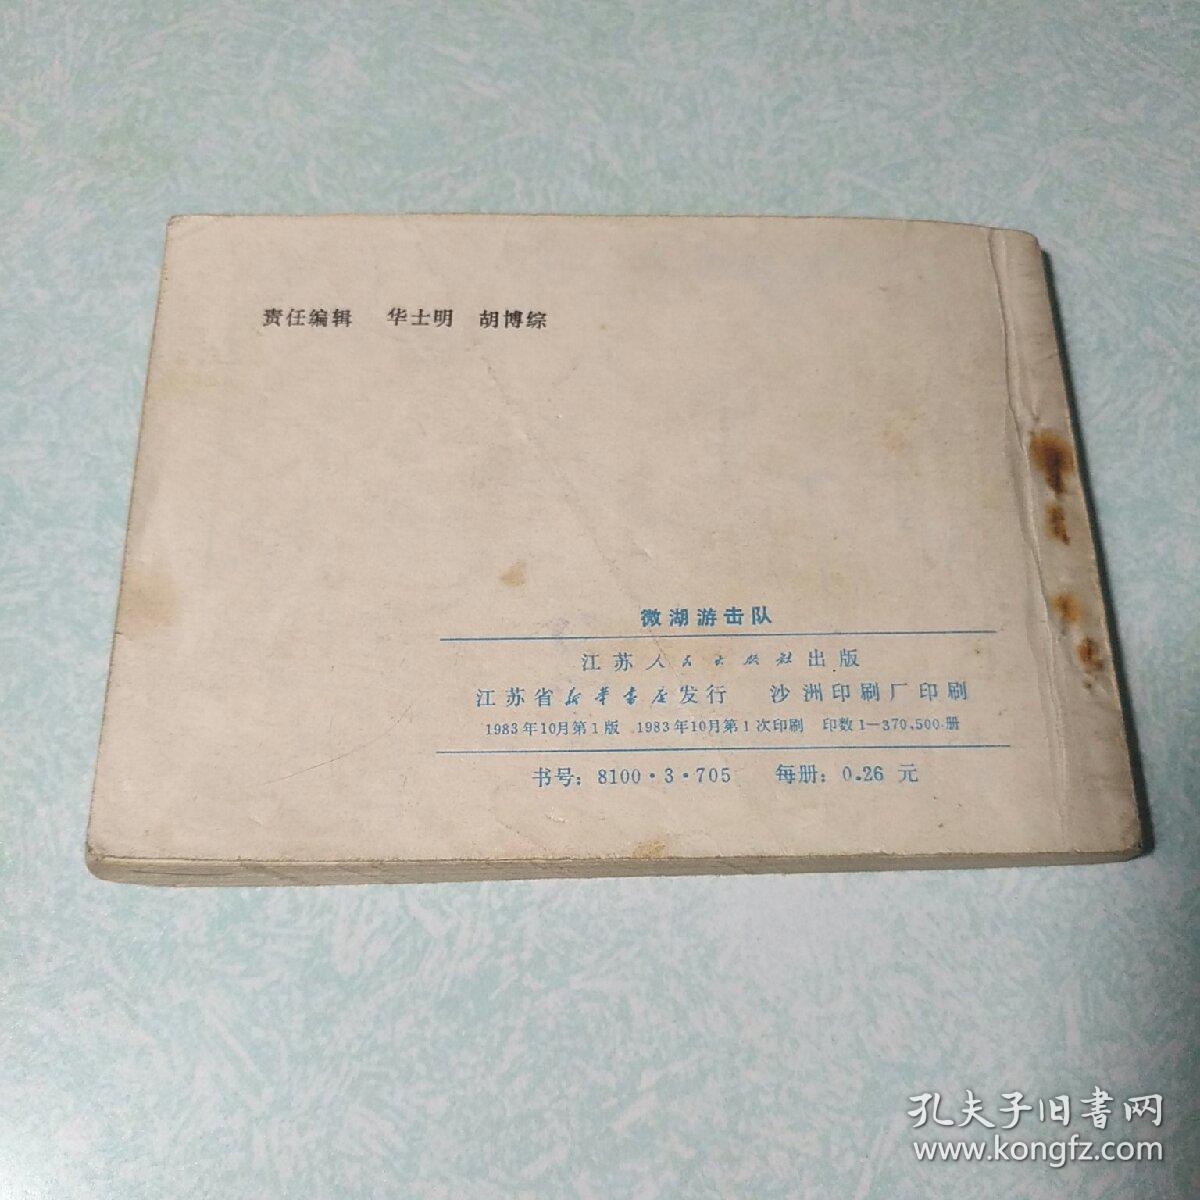 责任编辑 华士明 胡博综
微湖游击队
江苏人民出版社出版
江苏省新华书店发行 沙洲印刷厂印刷
1983年10月第1版 1983年10月第1次印刷 印数1—370,500册
书号：8100·3·705 每册：0.26元
孔夫子旧书网
www.kongfz.com